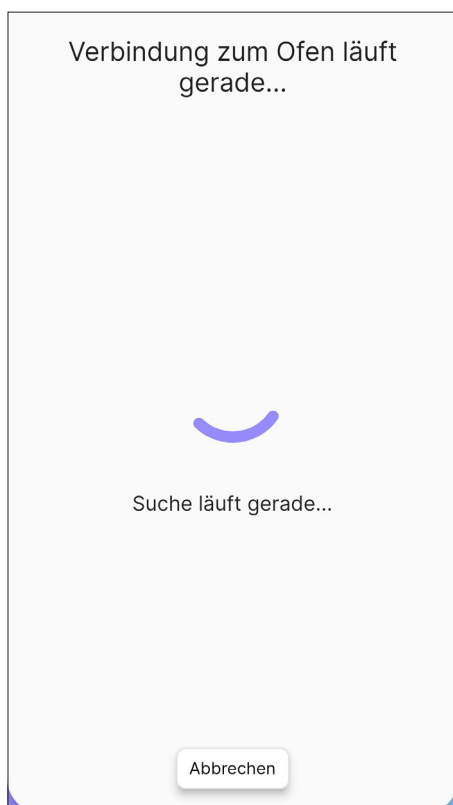 Verbindung zum Ofen läuft
gerade...
Suche läuft gerade...
Abbrechen